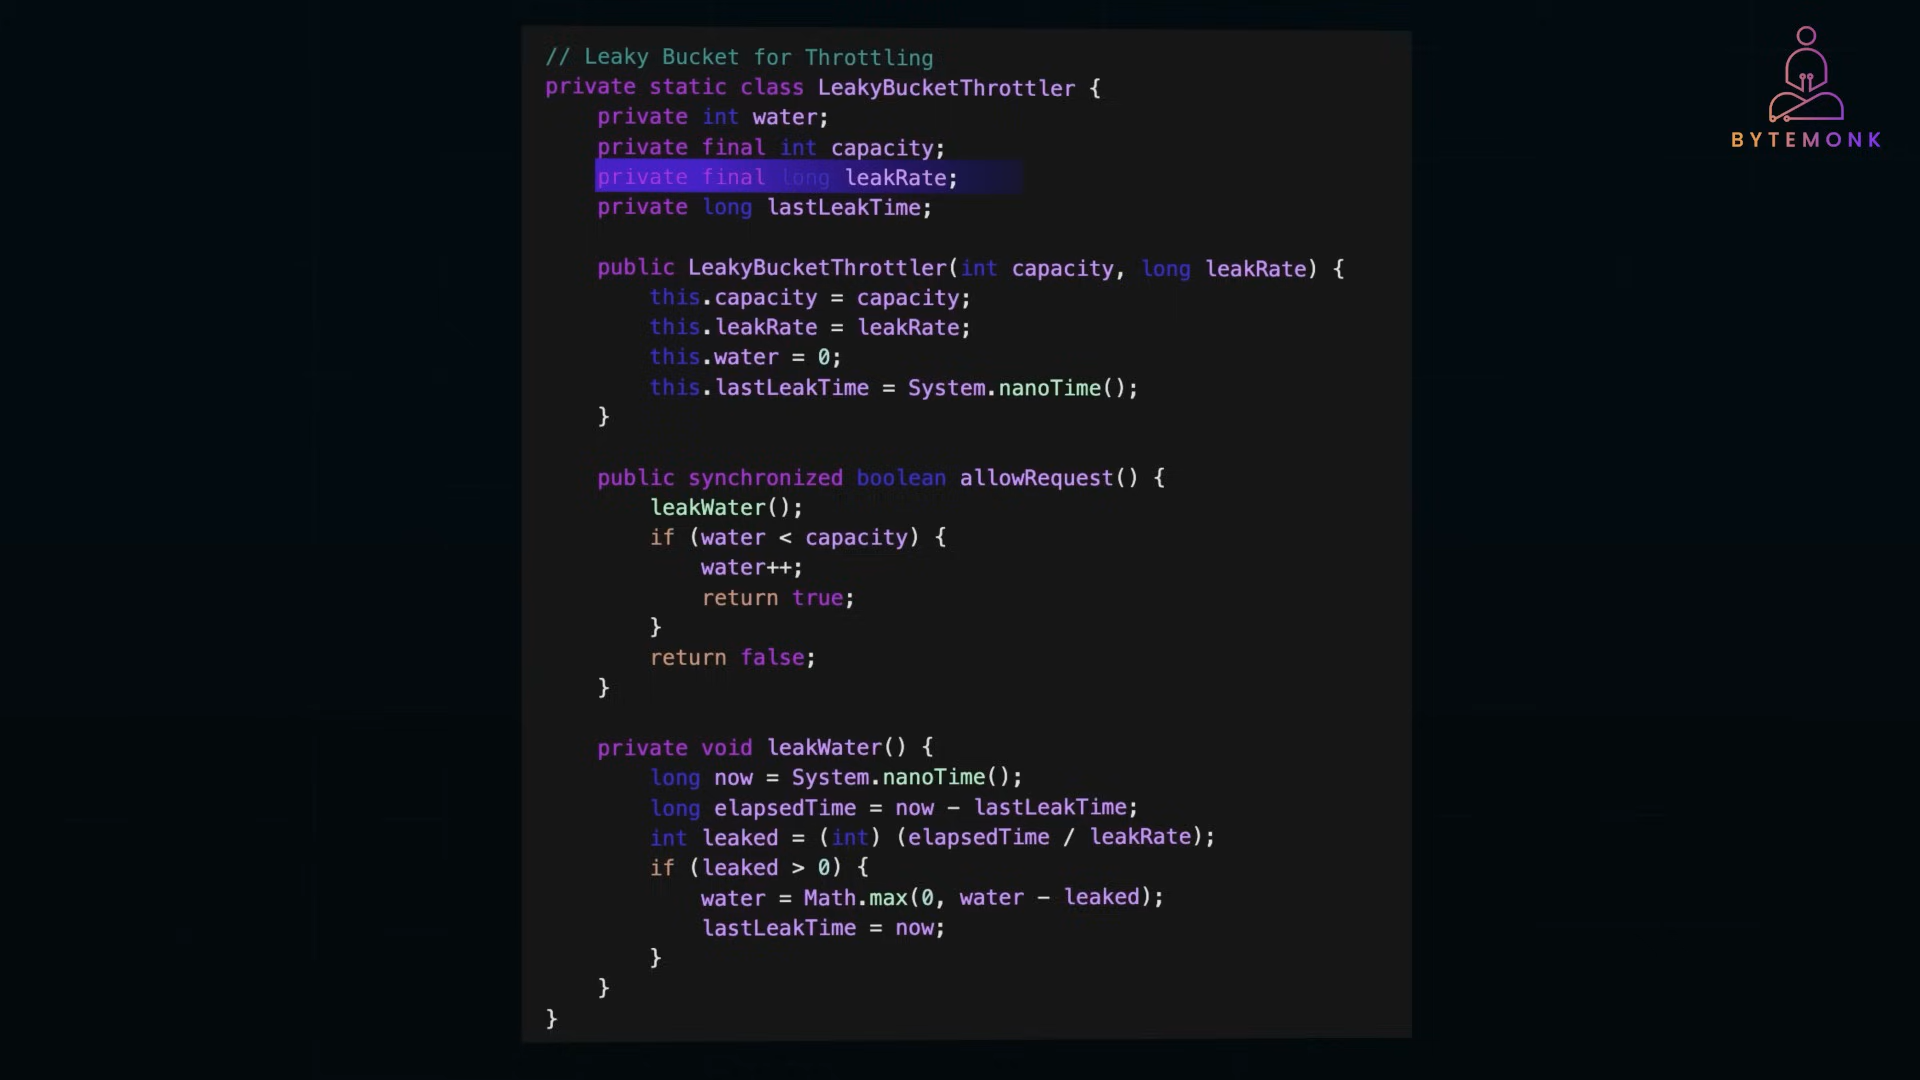 // Leaky Bucket for Throttling
private static class LeakyBucketThrottler {
    private int water;
    private final int capacity;
    private final long leakRate;
    private long lastLeakTime;

    public LeakyBucketThrottler(int capacity, long leakRate) {
        this.capacity = capacity;
        this.leakRate = leakRate;
        this.water = 0;
        this.lastLeakTime = System.nanoTime();
    }

    public synchronized boolean allowRequest() {
        leakWater();
        if (water < capacity) {
            water++;
            return true;
        }
        return false;
    }

    private void leakWater() {
        long now = System.nanoTime();
        long elapsedTime = now - lastLeakTime;
        int leaked = (int) (elapsedTime / leakRate);
        if (leaked > 0) {
            water = Math.max(0, water - leaked);
            lastLeakTime = now;
        }
    }
}
BYTEMONK